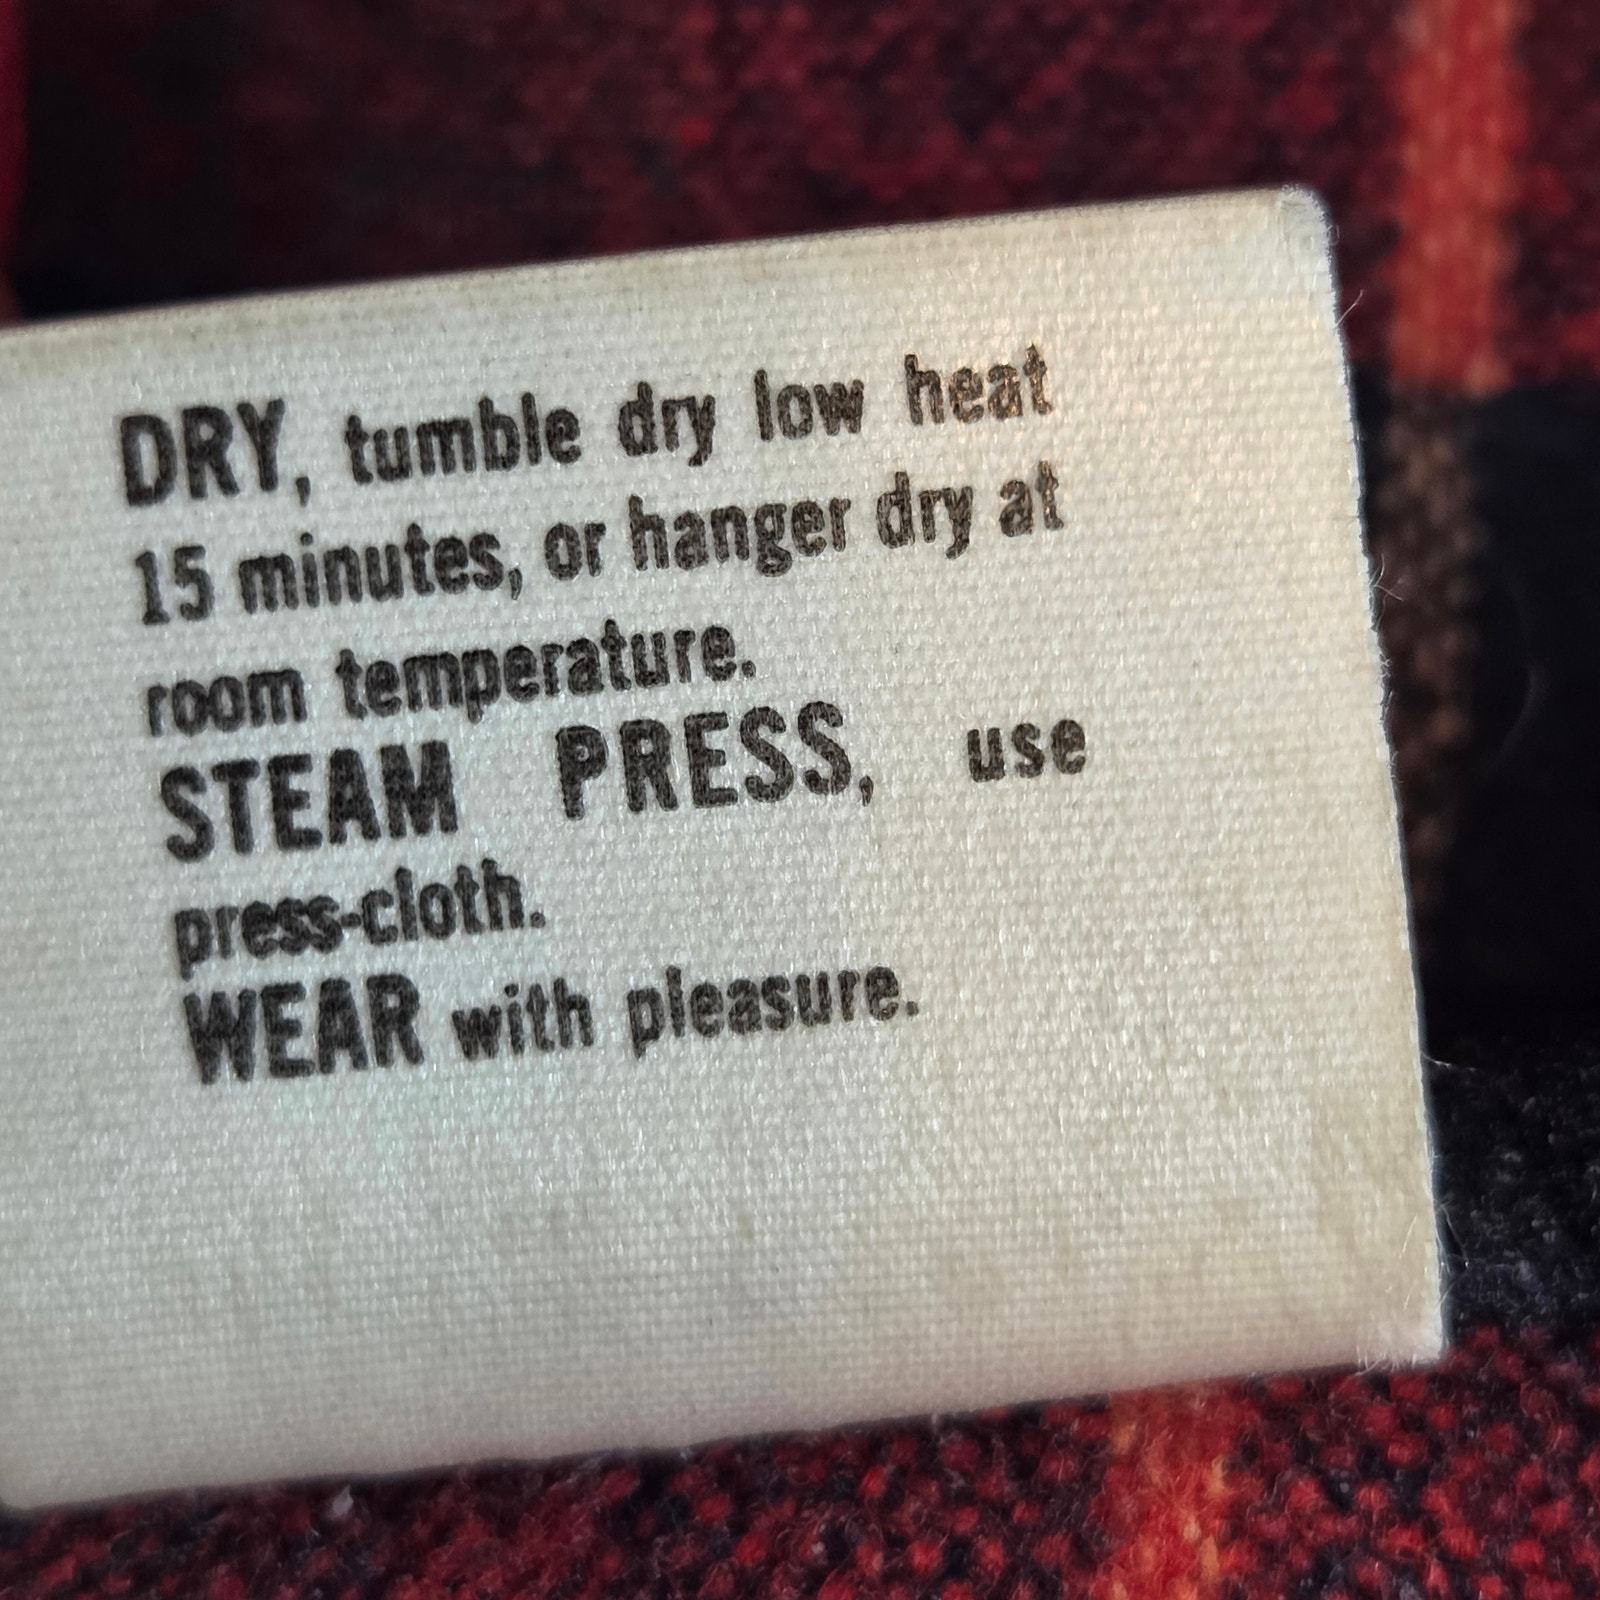 DRY, tumble dry low heat
15 minutes, or hanger dry at
room temperature.
STEAM PRESS, use
press-cloth.
WEAR with pleasure.